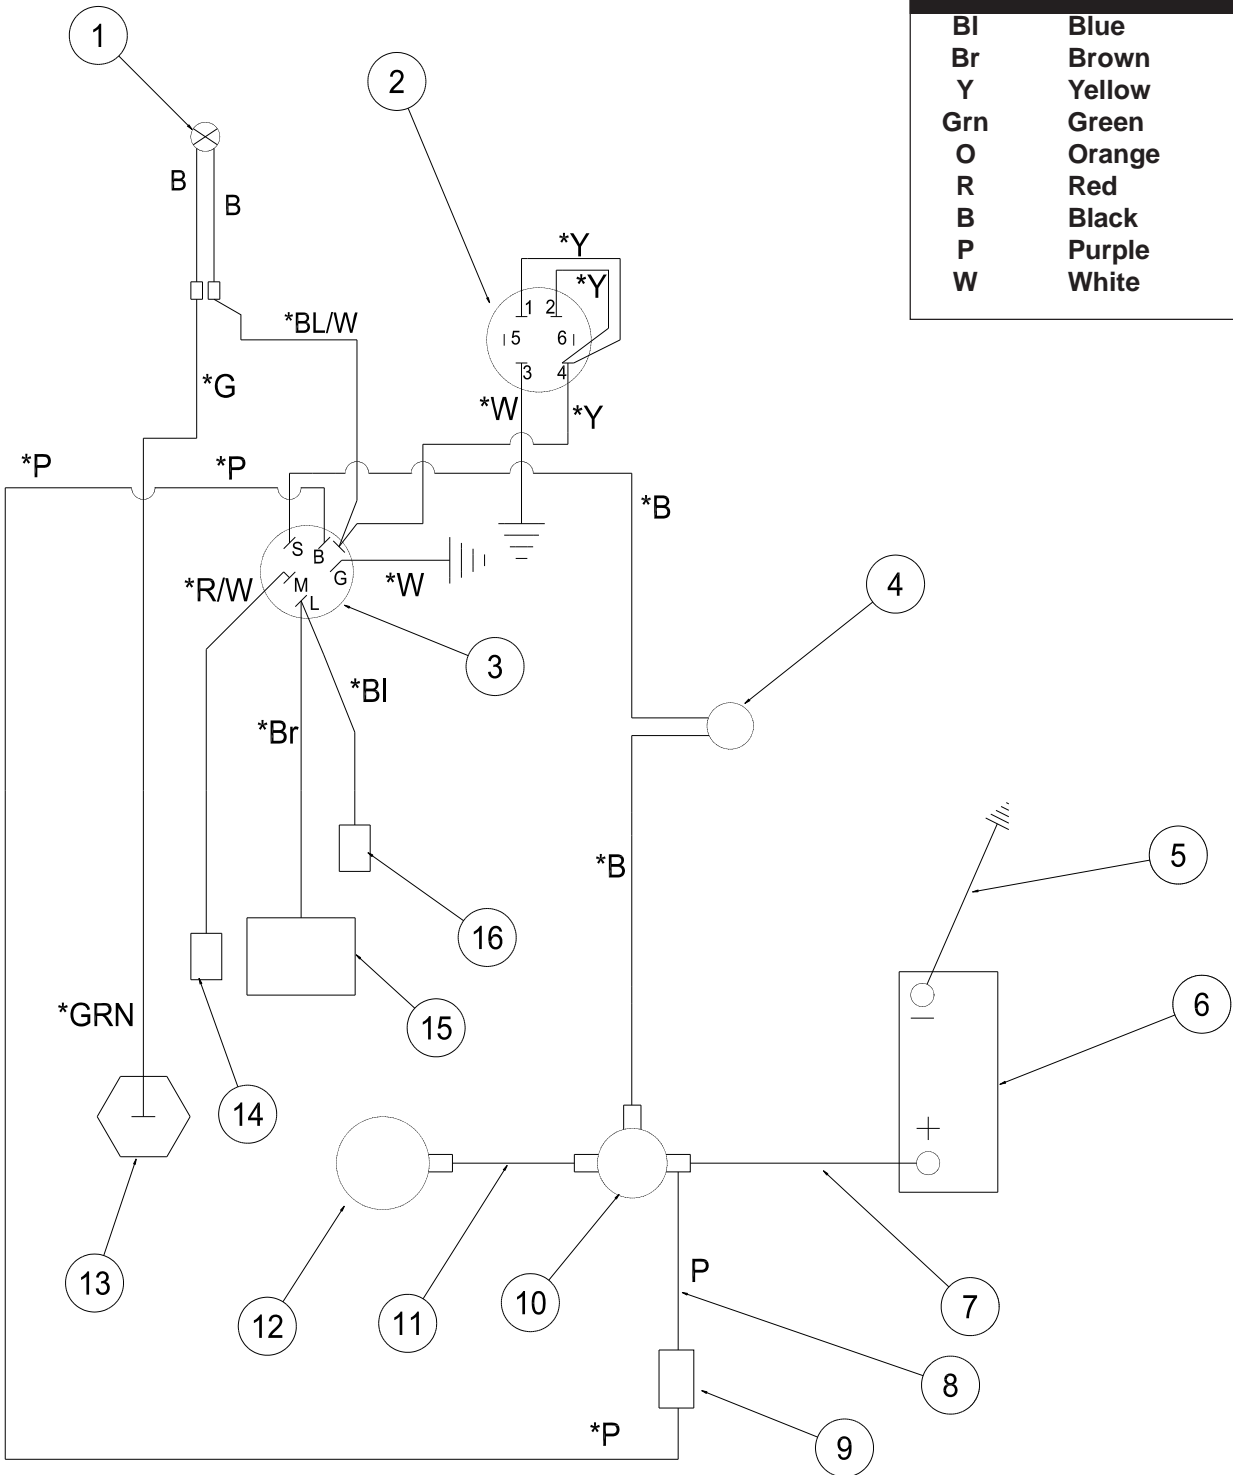 Bl Blue
Br Brown
Y Yellow
Grn Green
O Orange
R Red
B Black
P Purple
W White
1
2
B
B
*Y
*Y
1 2
5 6
3 4
*BL/W
*G
*W
*Y
*P
*P
*B
S B
G
M
L
*R/W
*W
4
3
*Bl
*Br
*B
5
16
6
*GRN
15
14
+
P
13
10
7
12
11
8
*P
9